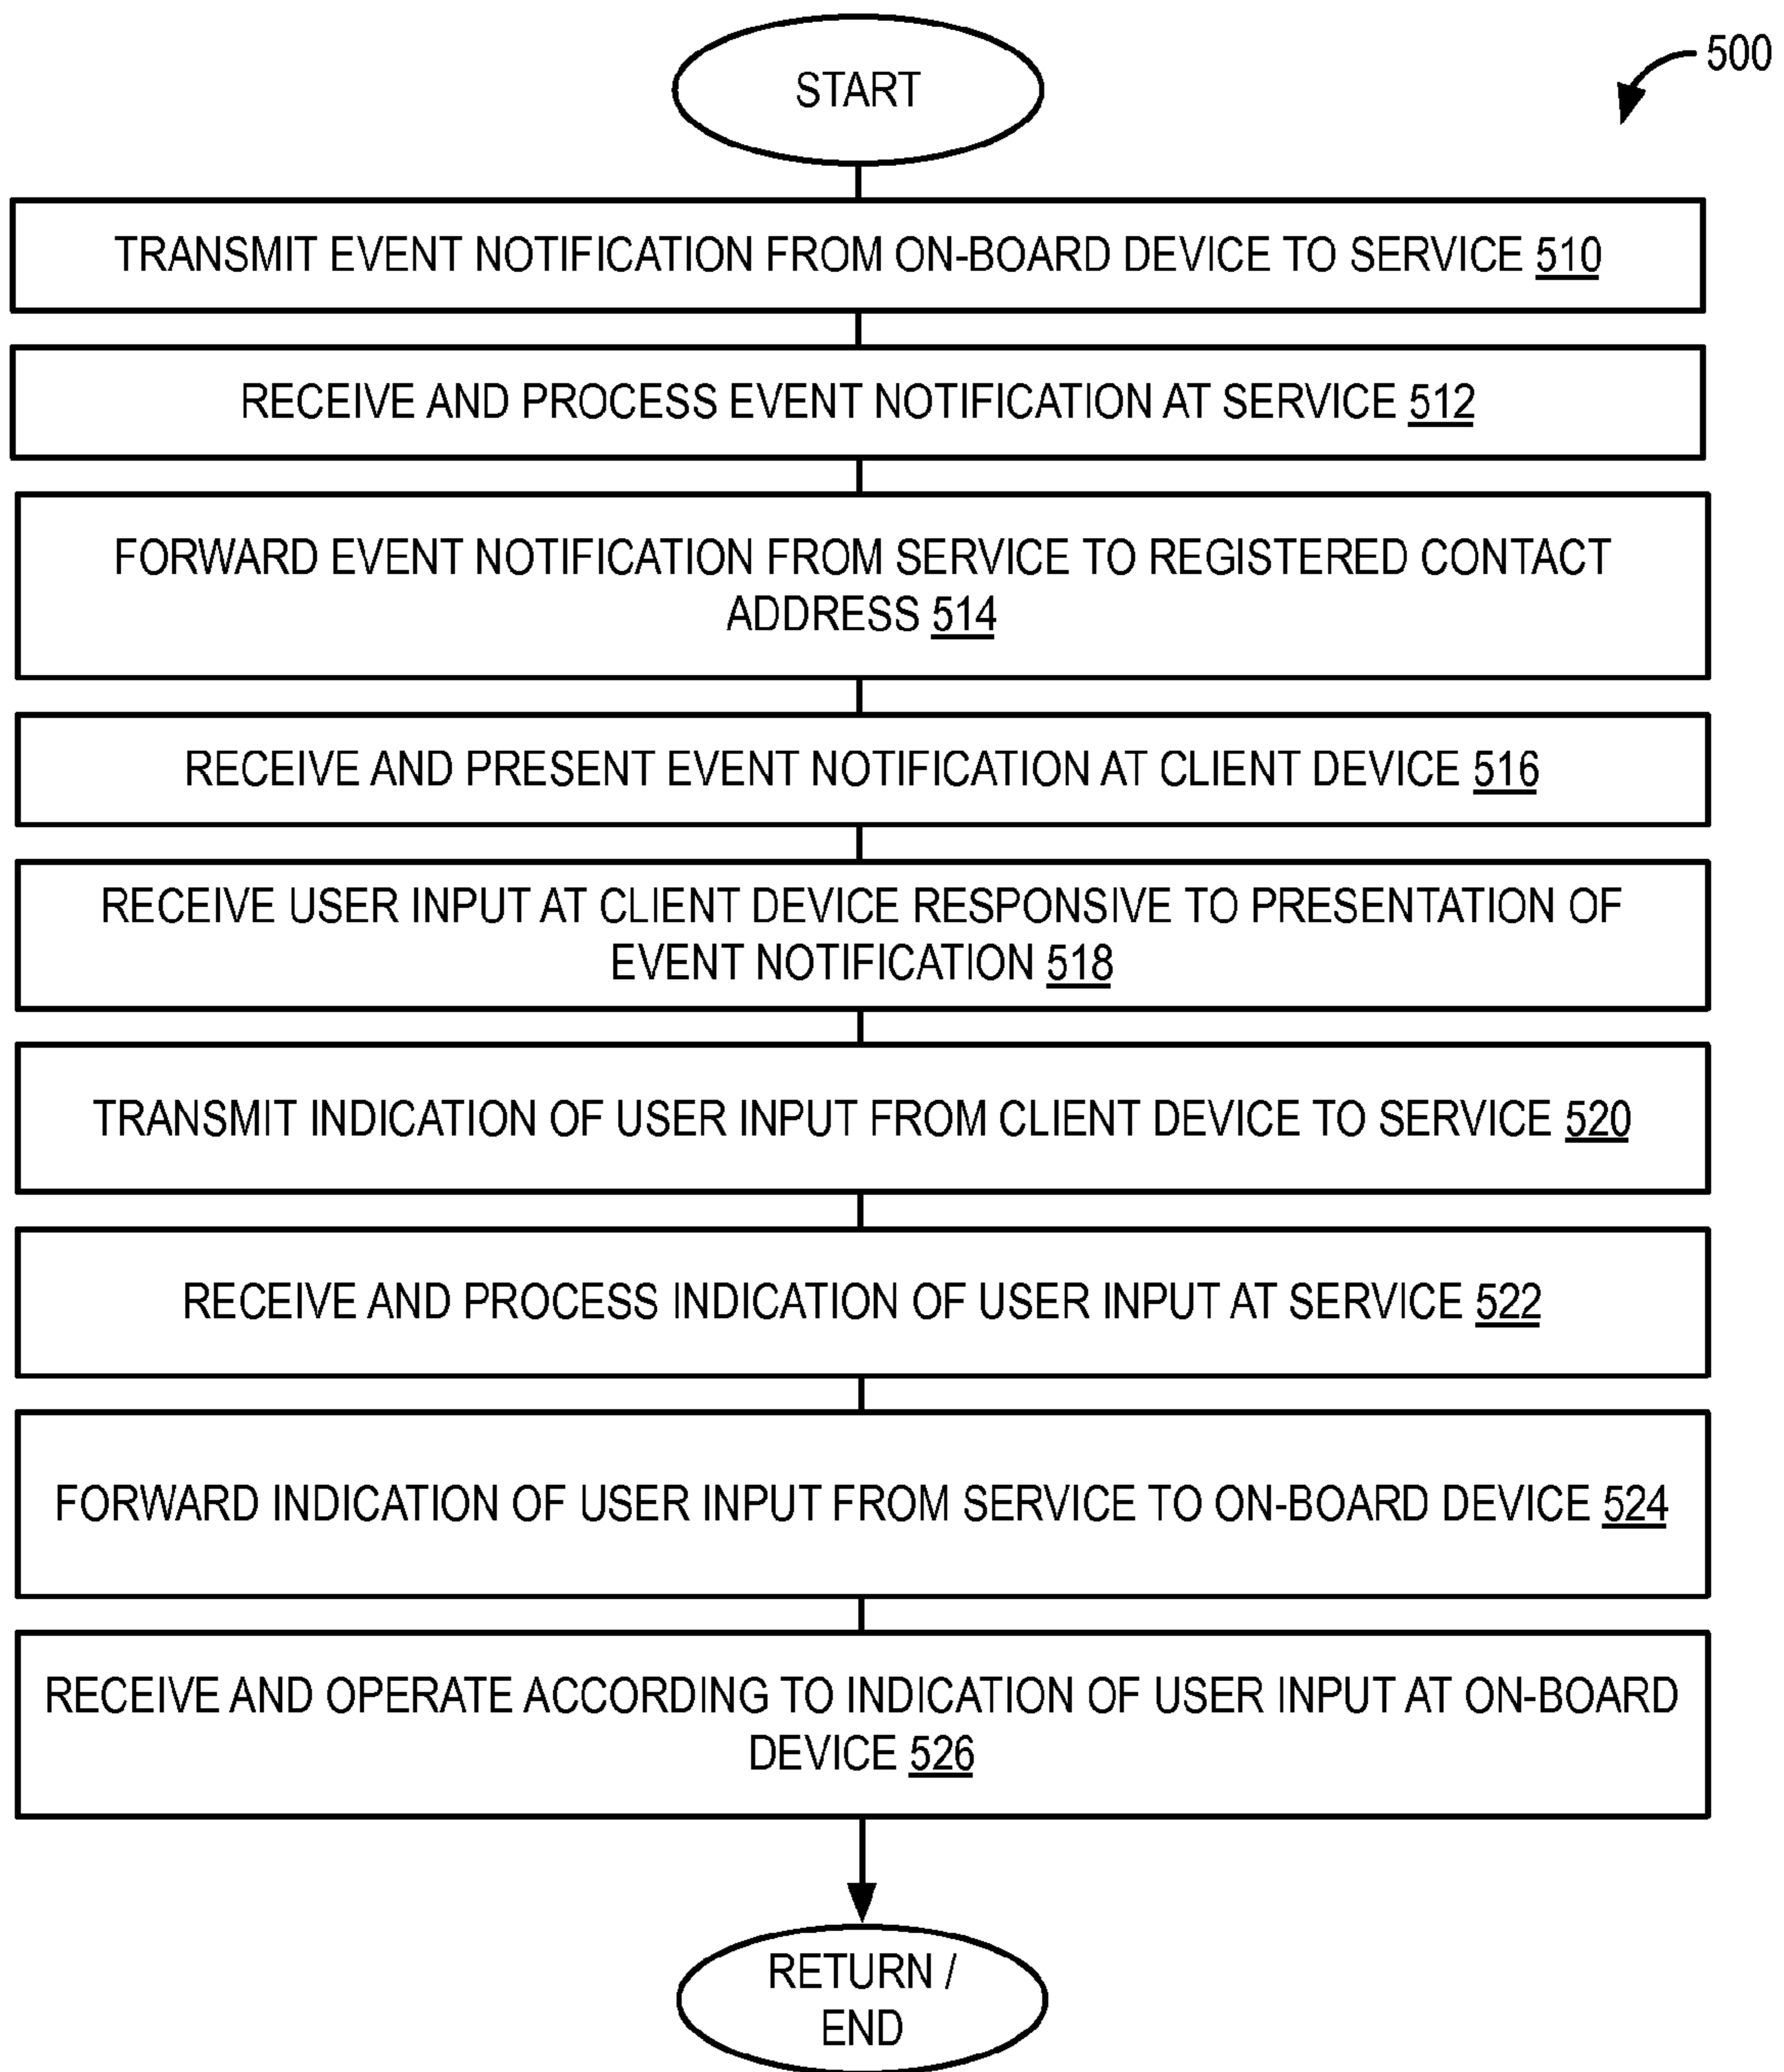 START
500
TRANSMIT EVENT NOTIFICATION FROM ON-BOARD DEVICE TO SERVICE 510
RECEIVE AND PROCESS EVENT NOTIFICATION AT SERVICE 512
FORWARD EVENT NOTIFICATION FROM SERVICE TO REGISTERED CONTACT
ADDRESS 514
RECEIVE AND PRESENT EVENT NOTIFICATION AT CLIENT DEVICE 516
RECEIVE USER INPUT AT CLIENT DEVICE RESPONSIVE TO PRESENTATION OF
EVENT NOTIFICATION 518
TRANSMIT INDICATION OF USER INPUT FROM CLIENT DEVICE TO SERVICE 520
RECEIVE AND PROCESS INDICATION OF USER INPUT AT SERVICE 522
FORWARD INDICATION OF USER INPUT FROM SERVICE TO ON-BOARD DEVICE 524
RECEIVE AND OPERATE ACCORDING TO INDICATION OF USER INPUT AT ON-BOARD
DEVICE 526
RETURN /
END